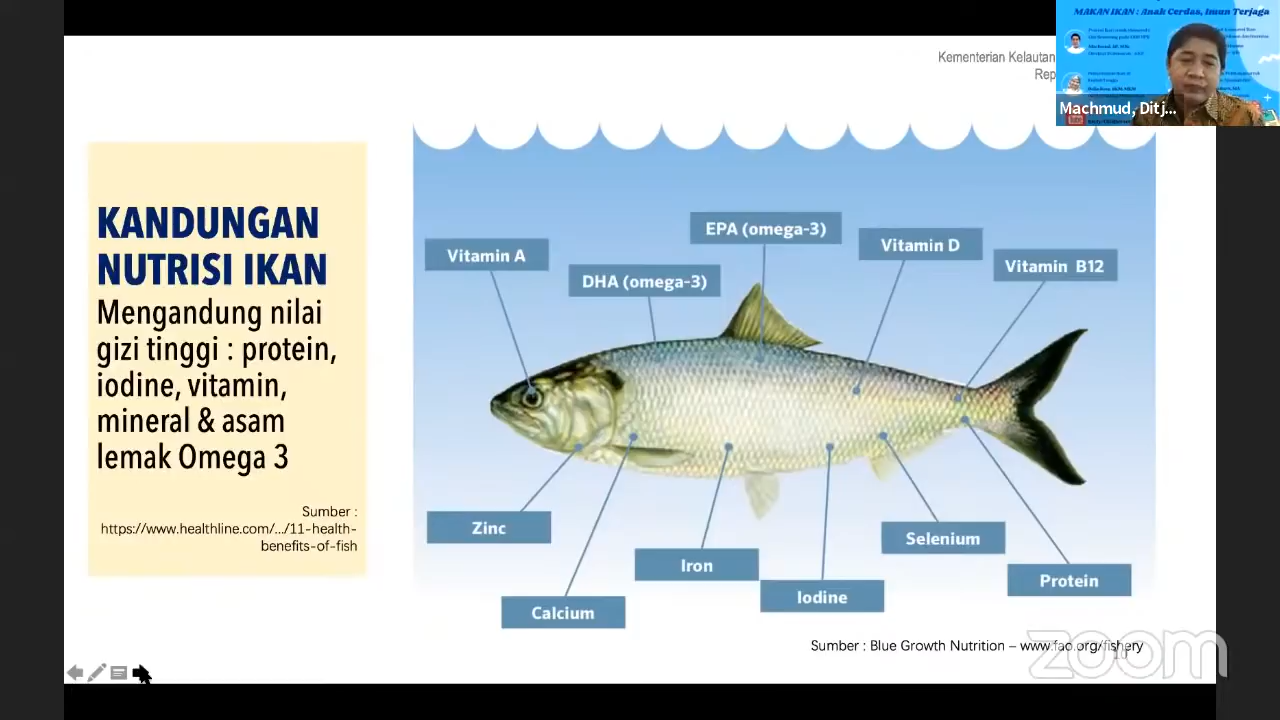 MAKAN IKAN : Anak Cerdas, Imun Terjaga
Kementerian Kelautan
Rep
Machmud, Ditj...
KANDUNGAN
NUTRISI IKAN
Mengandung nilai
gizi tinggi : protein,
iodine, vitamin,
mineral & asam
lemak Omega 3
Sumber :
https://www.healthline.com/.../11-health-
benefits-of-fish
Vitamin A
DHA (omega-3)
EPA (omega-3)
Vitamin D
Vitamin B12
Zinc
Calcium
Iron
Iodine
Selenium
Protein
Sumber : Blue Growth Nutrition – www.fao.org/fishery
10
zoom